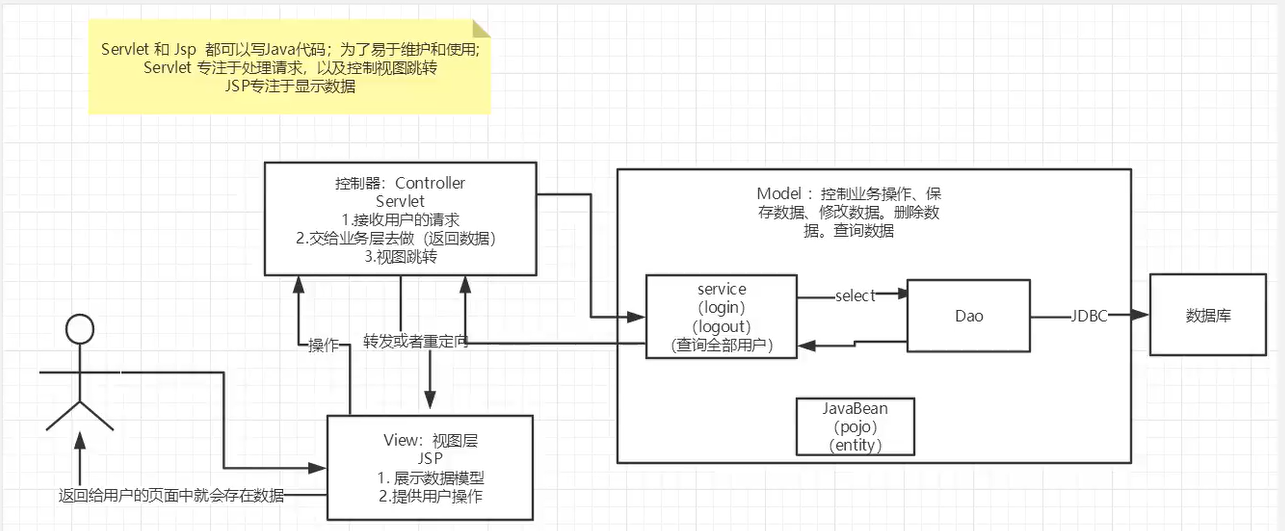 Servlet 和 Jsp 都可以写Java代码；为了易于维护和使用;
Servlet 专注于处理请求，以及控制视图跳转
JSP专注于显示数据
控制器：Controller
Servlet
1.接收用户的请求
2.交给业务层去做（返回数据）
3.视图跳转
Model ：控制业务操作、保
存数据、修改数据。删除数
据。查询数据
service
（login）
（logout）
（查询全部用户）
select
Dao
JDBC
数据库
操作
转发或者重定向
JavaBean
（pojo）
（entity）
View：视图层
JSP
1. 展示数据模型
2.提供用户操作
返回给用户的页面中就会存在数据